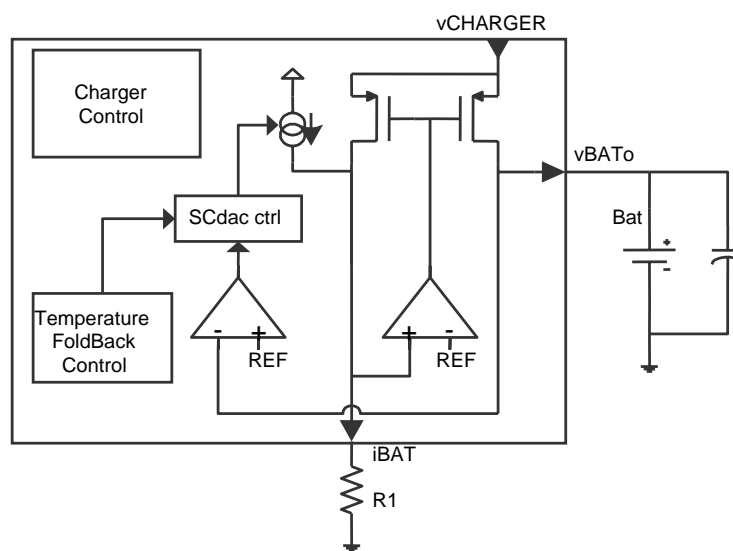 vCHARGER
Charger
Control
vBATo
SCdac ctrl
Bat
+
-
Temperature
FoldBack
Control
- +
REF
+ -
REF
iBAT
R1